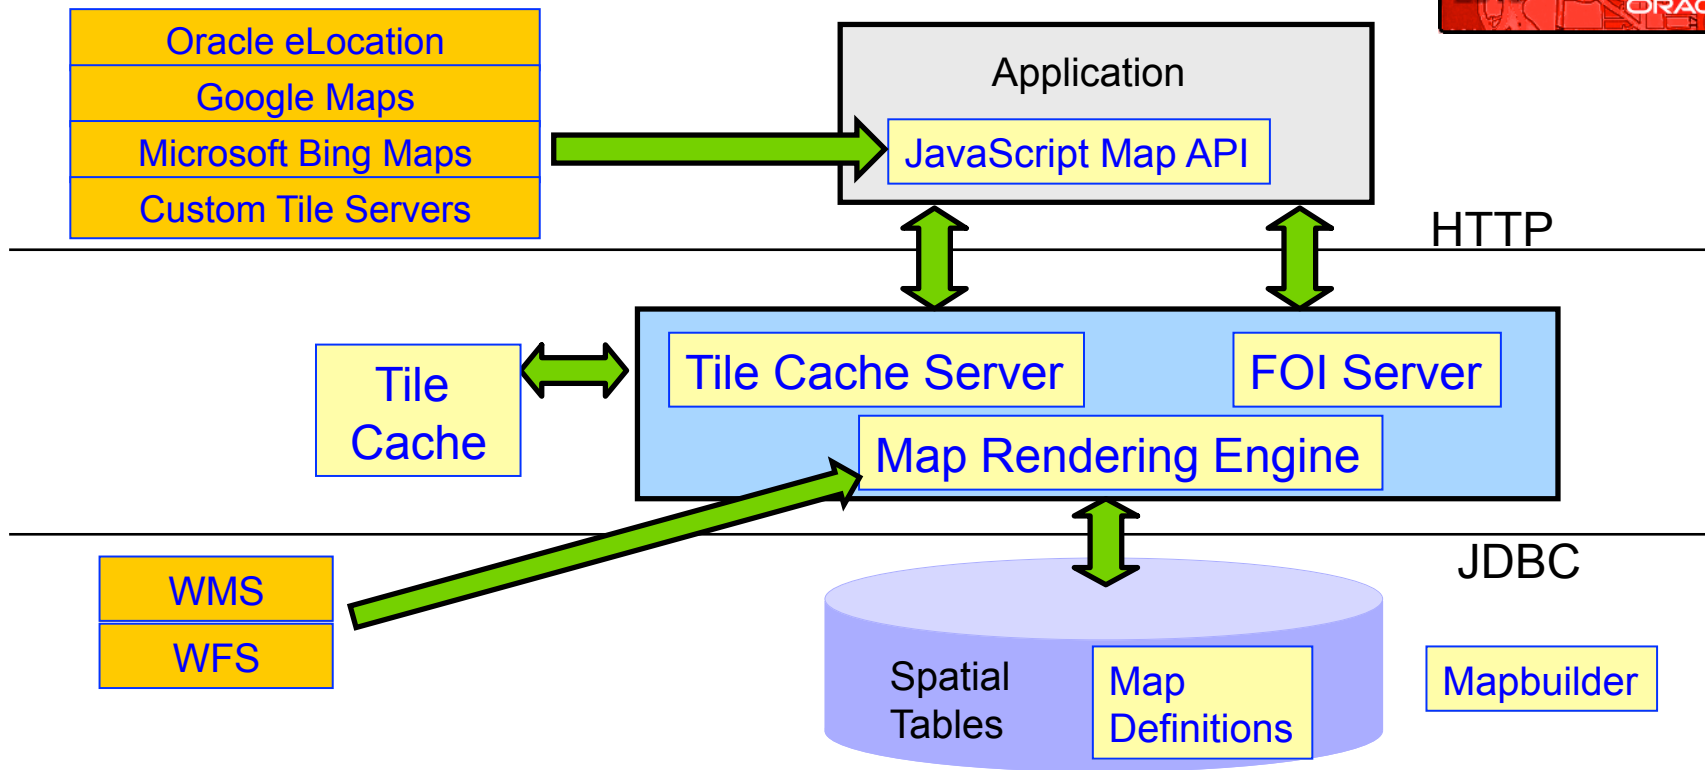 Oracle eLocation
Google Maps
Microsoft Bing Maps
Custom Tile Servers
Application
JavaScript Map API
HTTP
Tile
Cache
Tile Cache Server
FOI Server
Map Rendering Engine
JDBC
WMS
WFS
Spatial
Tables
Map
Definitions
Mapbuilder